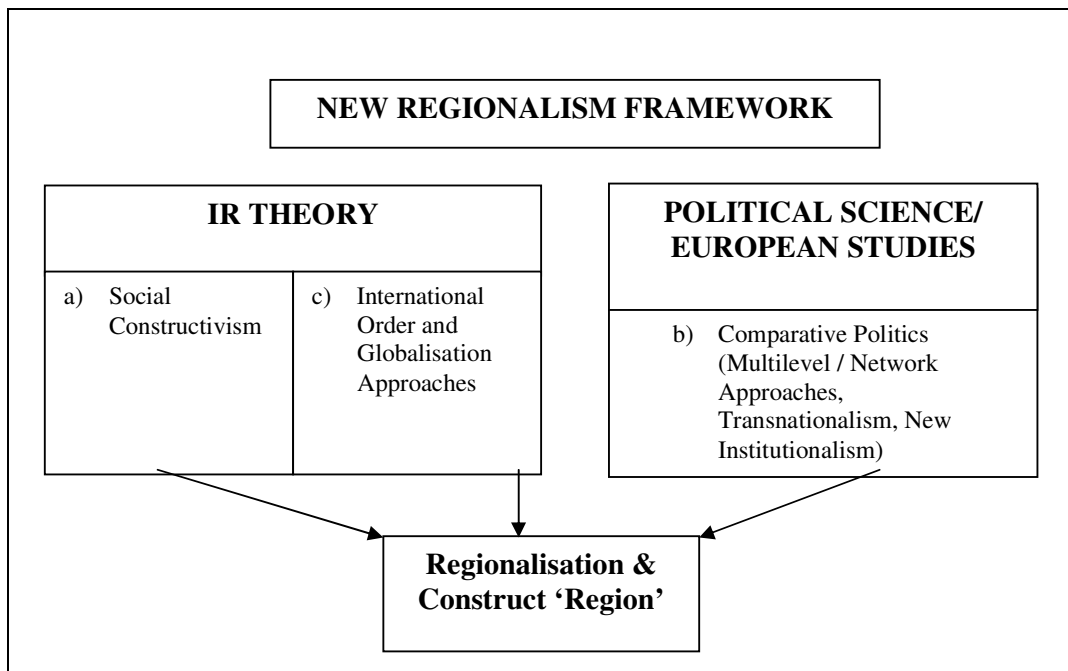 NEW REGIONALISM FRAMEWORK
IR THEORY
a) Social
Constructivism
c) International
Order and
Globalisation
Approaches
POLITICAL SCIENCE/
EUROPEAN STUDIES
b) Comparative Politics
(Multilevel / Network
Approaches,
Transnationalism, New
Institutionalism)
Regionalisation &
Construct ‘Region’